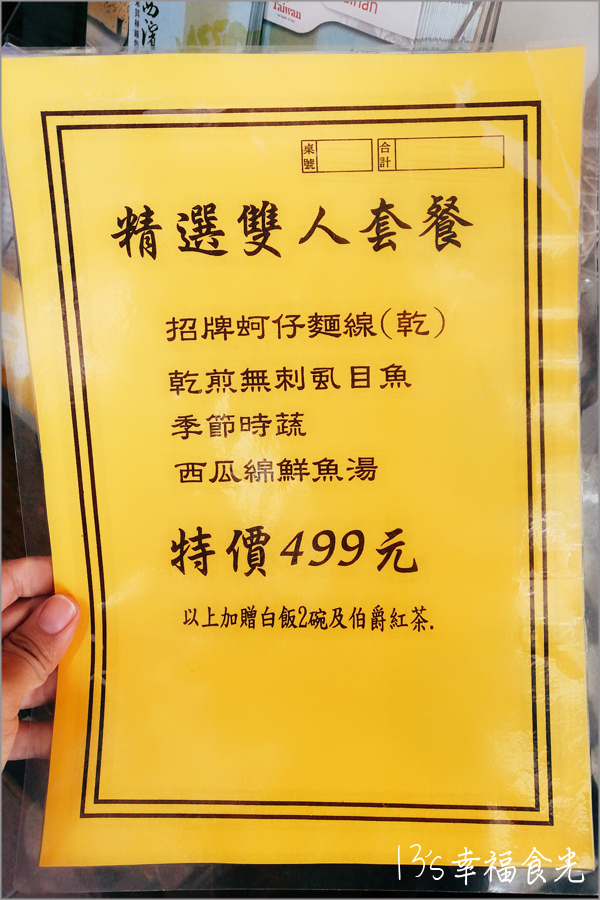 Taiwan
桌號
合計
精選雙人套餐
招牌蚵仔麵線(乾)
乾煎無刺虱目魚
季節時蔬
西瓜綿鮮魚湯
特價499元
以上加贈白飯2碗及伯爵紅茶.
13's幸福食光